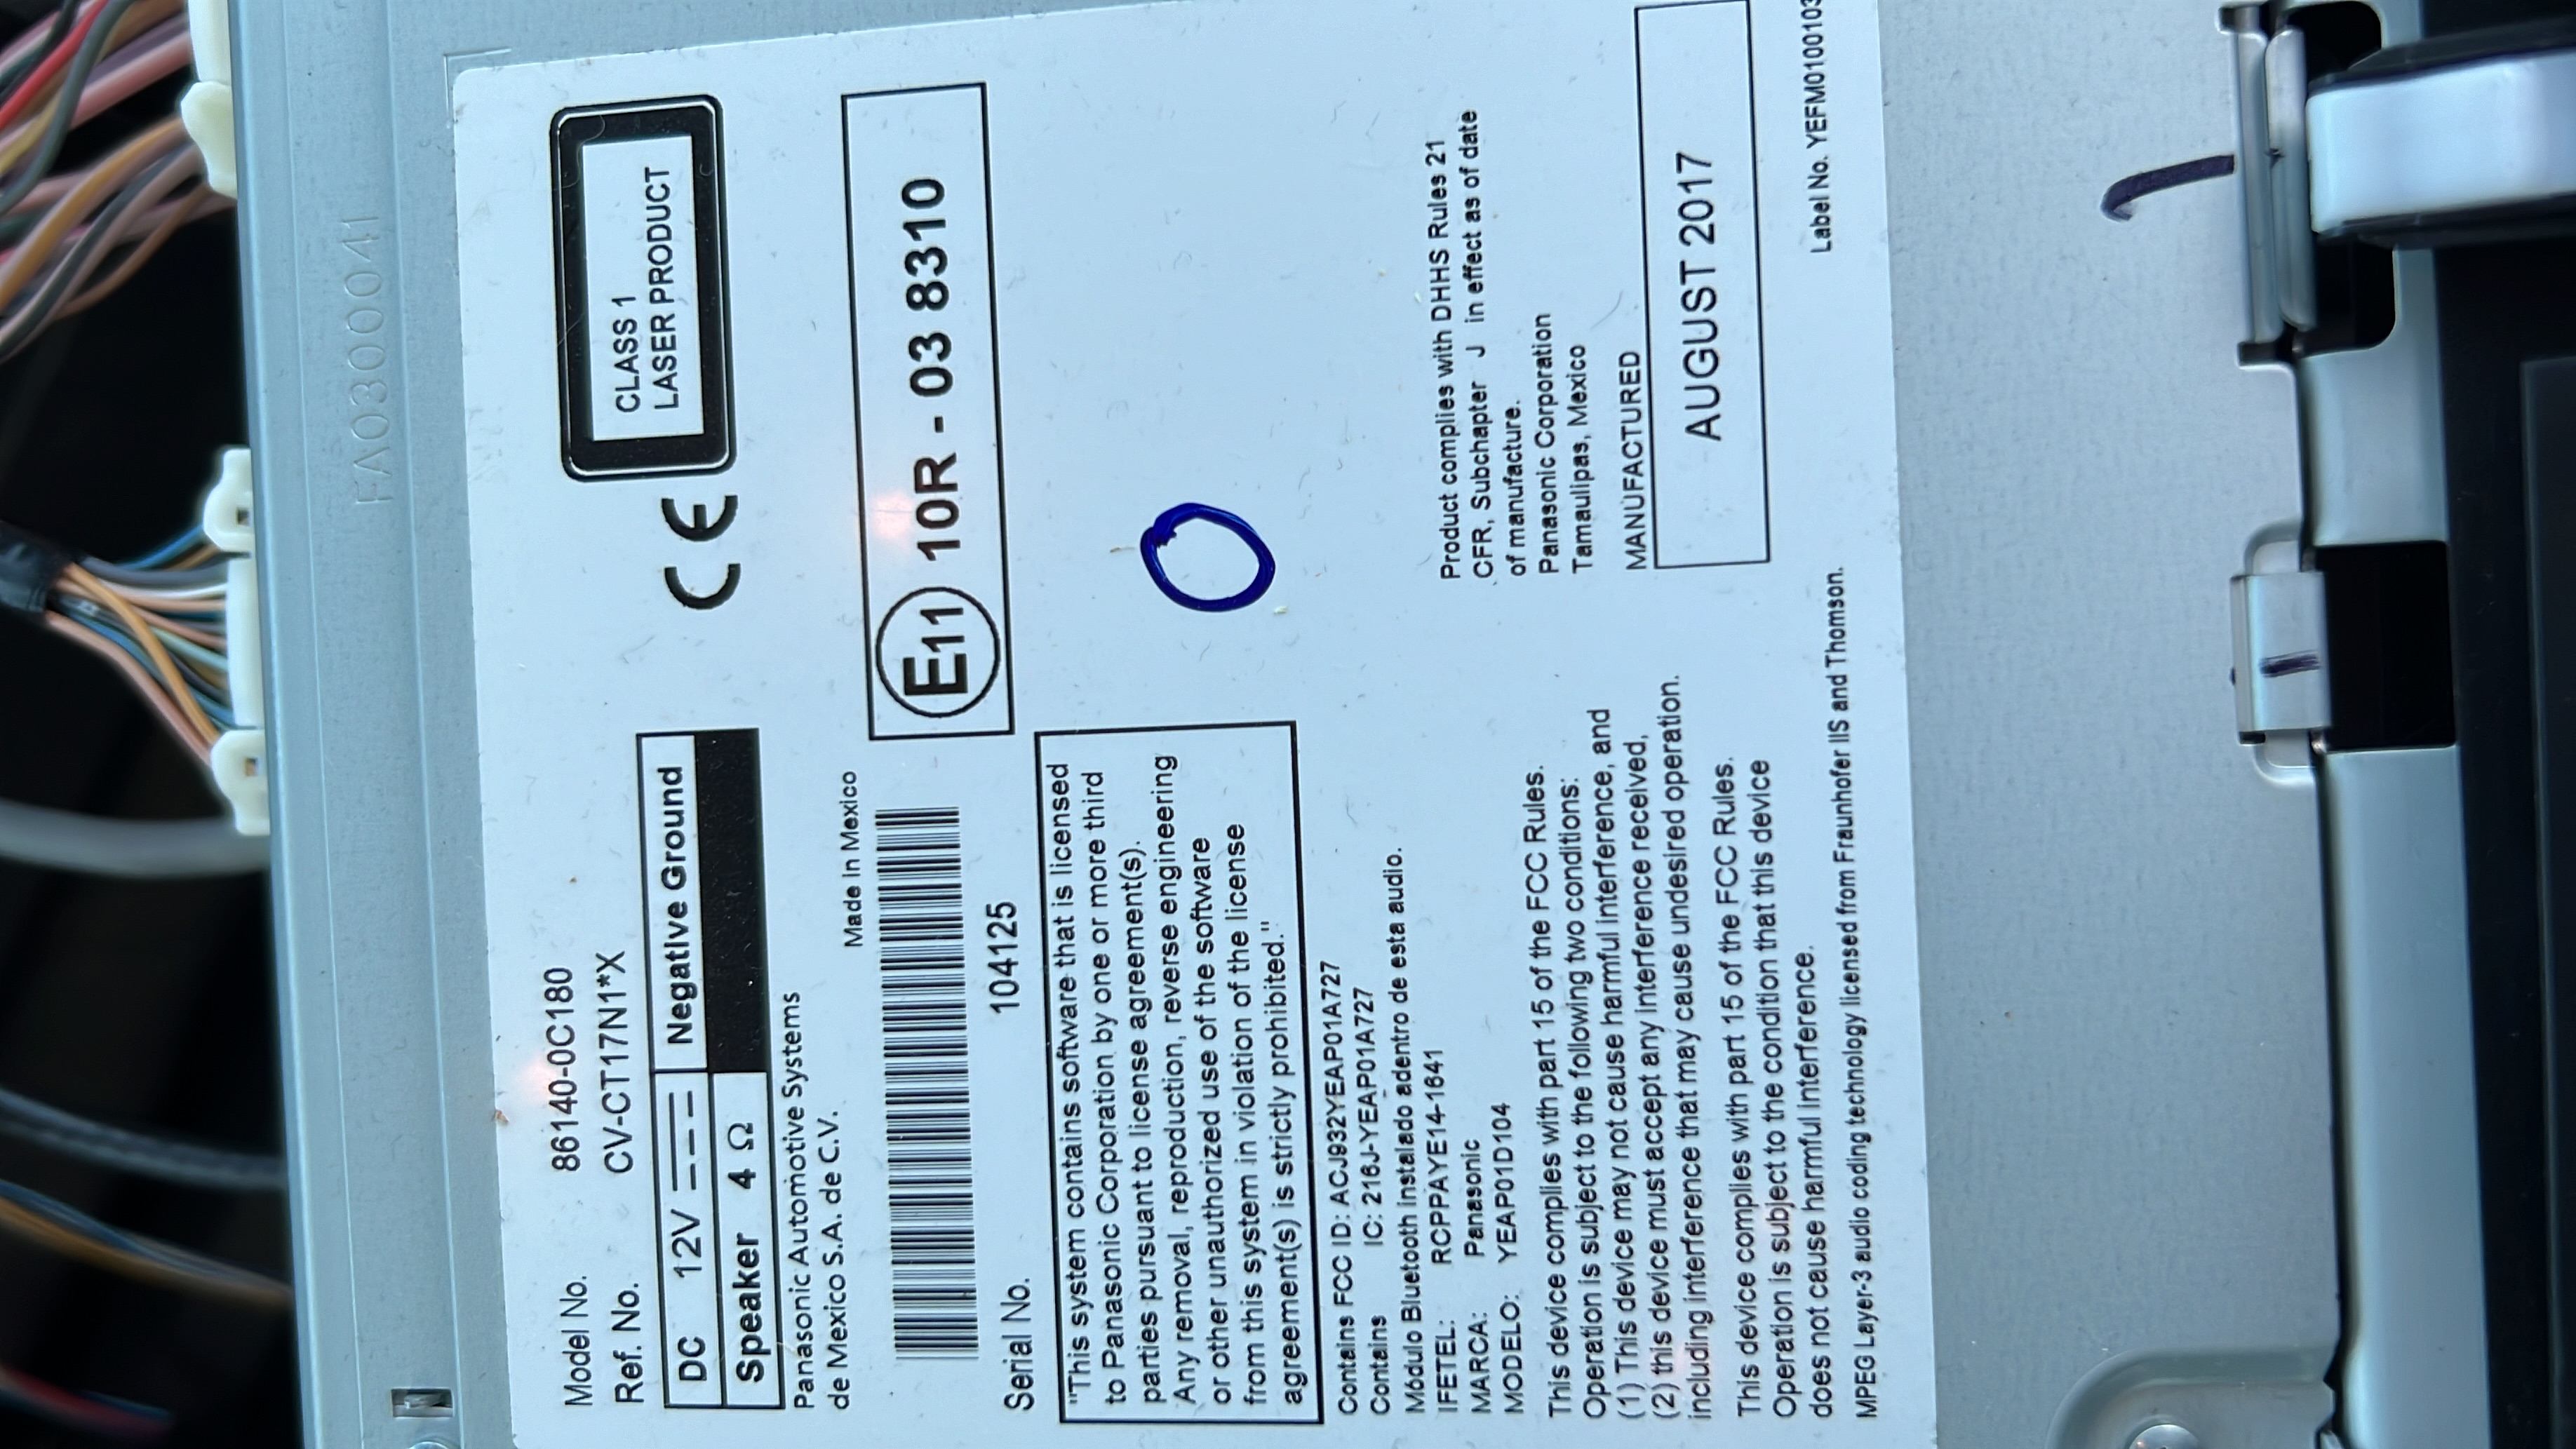 FA030004I
Model No. 86140-0C180
Ref. No. CV-CT17N1*X
DC 12V Negative Ground
Speaker 4 Ω
CLASS 1
LASER PRODUCT
CE
Panasonic Automotive Systems
de Mexico S.A. de C.V.
Made In Mexico
E11 10R - 03 8310
Serial No. 104125
"This system contains software that is licensed
to Panasonic Corporation by one or more third
parties pursuant to license agreement(s).
Any removal, reproduction, reverse engineering
or other unauthorized use of the software
from this system in violation of the license
agreement(s) is strictly prohibited."
Contains FCC ID: ACJ932YEAP01A727
Contains IC: 216J-YEAP01A727
Módulo Bluetooth instalado adentro de esta audio.
IFETEL: RCPPAYE14-1641
MARCA: Panasonic
MODELO: YEAP01D104
This device complies with part 15 of the FCC Rules.
Operation is subject to the following two conditions:
(1) This device may not cause harmful interference, and
(2) this device must accept any interference received,
including interference that may cause undesired operation.
This device complies with part 15 of the FCC Rules.
Operation is subject to the condition that this device
does not cause harmful interference.
MPEG Layer-3 audio coding technology licensed from Fraunhofer IIS and Thomson.
Product complies with DHHS Rules 21
CFR, Subchapter J in effect as of date
of manufacture.
Panasonic Corporation
Tamaulipas, Mexico
MANUFACTURED
AUGUST 2017
Label No. YEFM0100103